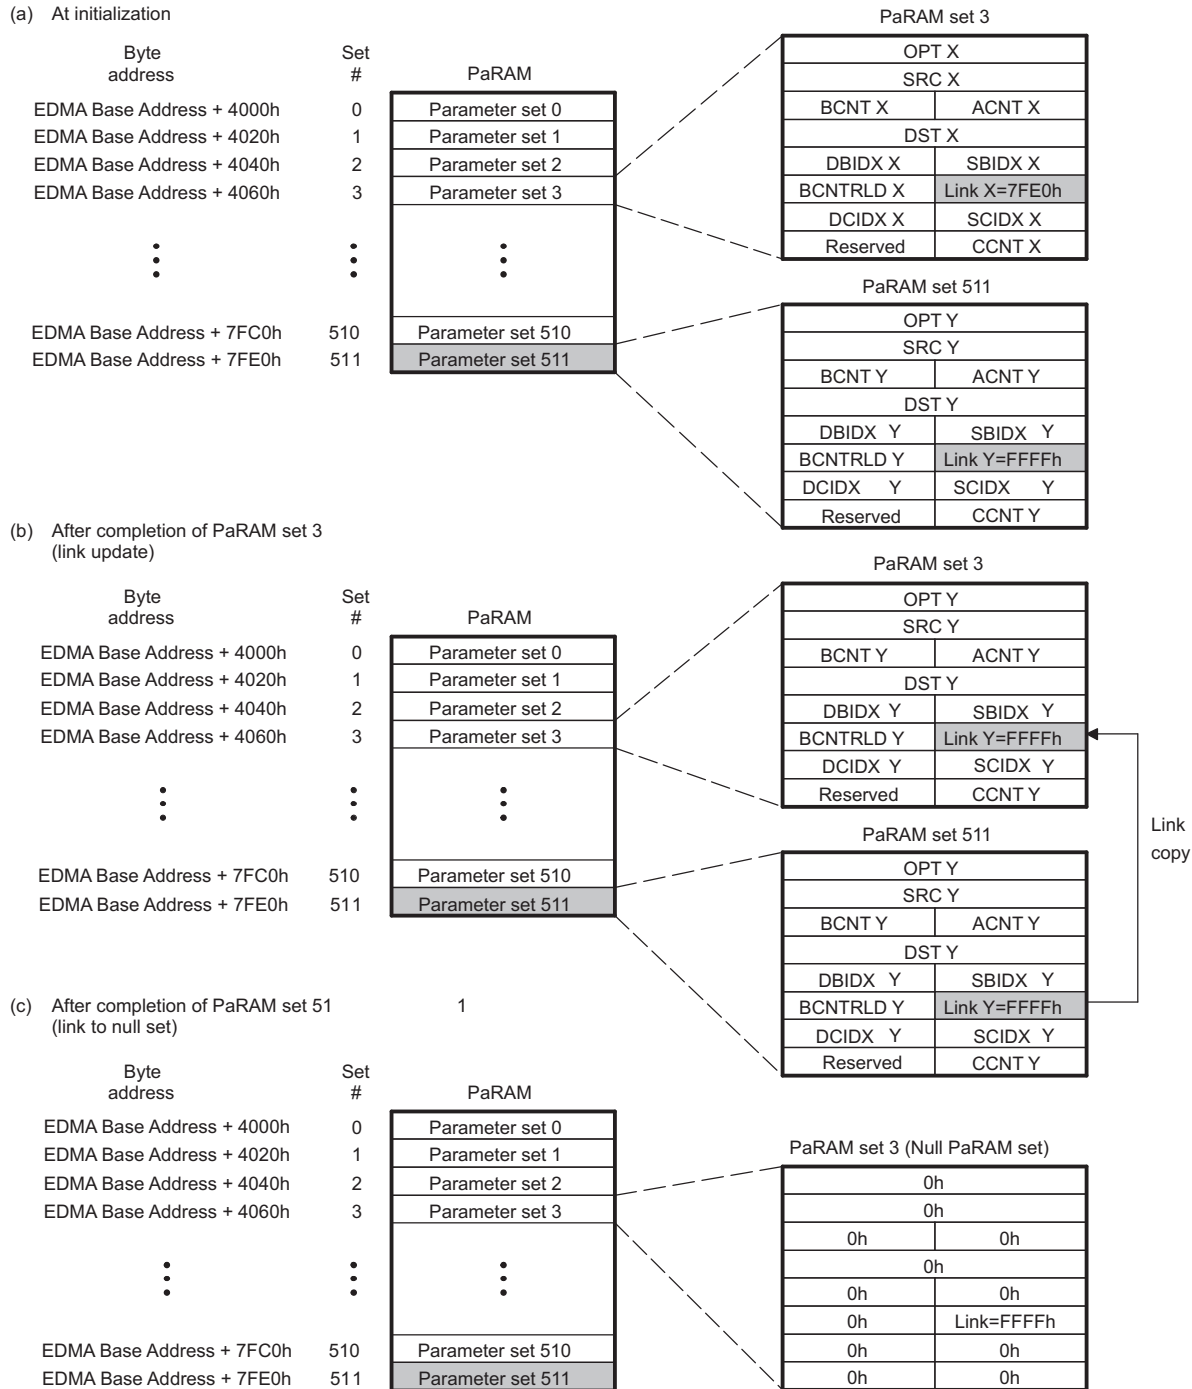 (a) At initialization
Byte address
Set #
PaRAM
EDMA Base Address + 4000h 0 Parameter set 0
EDMA Base Address + 4020h 1 Parameter set 1
EDMA Base Address + 4040h 2 Parameter set 2
EDMA Base Address + 4060h 3 Parameter set 3
EDMA Base Address + 7FC0h 510 Parameter set 510
EDMA Base Address + 7FE0h 511 Parameter set 511
PaRAM set 3
OPT X
SRC X
BCNT X ACNT X
DST X
DBIDX X SBIDX X
BCNTRLD X Link X=7FE0h
DCIDX X SCIDX X
Reserved CCNT X
PaRAM set 511
OPT Y
SRC Y
BCNT Y ACNT Y
DST Y
DBIDX Y SBIDX Y
BCNTRLD Y Link Y=FFFFh
DCIDX Y SCIDX Y
Reserved CCNT Y
(b) After completion of PaRAM set 3
(link update)
Byte address
Set #
PaRAM
EDMA Base Address + 4000h 0 Parameter set 0
EDMA Base Address + 4020h 1 Parameter set 1
EDMA Base Address + 4040h 2 Parameter set 2
EDMA Base Address + 4060h 3 Parameter set 3
EDMA Base Address + 7FC0h 510 Parameter set 510
EDMA Base Address + 7FE0h 511 Parameter set 511
PaRAM set 3
OPT Y
SRC Y
BCNT Y ACNT Y
DST Y
DBIDX Y SBIDX Y
BCNTRLD Y Link Y=FFFFh
DCIDX Y SCIDX Y
Reserved CCNT Y
Link
copy
PaRAM set 511
OPT Y
SRC Y
BCNT Y ACNT Y
DST Y
DBIDX Y SBIDX Y
BCNTRLD Y Link Y=FFFFh
DCIDX Y SCIDX Y
Reserved CCNT Y
(c) After completion of PaRAM set 51 1
(link to null set)
Byte address
Set #
PaRAM
EDMA Base Address + 4000h 0 Parameter set 0
EDMA Base Address + 4020h 1 Parameter set 1
EDMA Base Address + 4040h 2 Parameter set 2
EDMA Base Address + 4060h 3 Parameter set 3
EDMA Base Address + 7FC0h 510 Parameter set 510
EDMA Base Address + 7FE0h 511 Parameter set 511
PaRAM set 3 (Null PaRAM set)
0h
0h
0h 0h
0h
0h 0h
0h Link=FFFFh
0h 0h
0h 0h